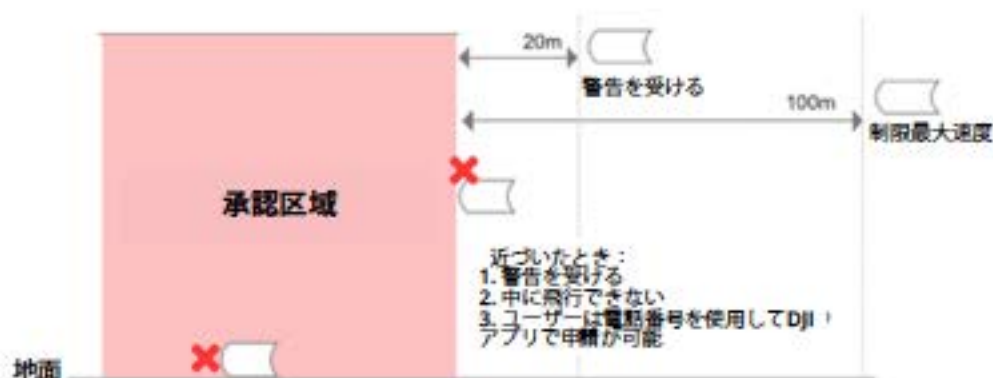 20m
警告を受ける
100m
制限最大速度
承認区域
近づいたとき：
1. 警告を受ける
2. 中に飛行できない
3. ユーザーは電話番号を使用してDJI
アプリで申請が可能
地面